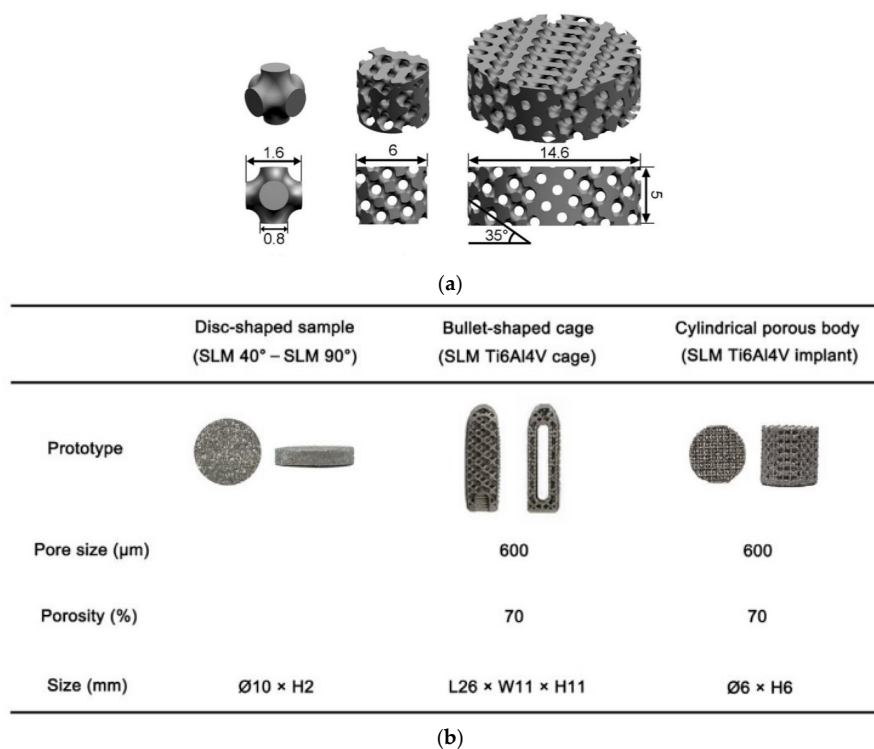 1.6
6
14.6
5
0.8
35°
(a)
Disc-shaped sample Bullet-shaped cage Cylindrical porous body
(SLM 40° – SLM 90°) (SLM Ti6Al4V cage) (SLM Ti6Al4V implant)
Prototype
Pore size (µm) 600 600
Porosity (%) 70 70
Size (mm) Ø10 × H2 L26 × W11 × H11 Ø6 × H6
(b)